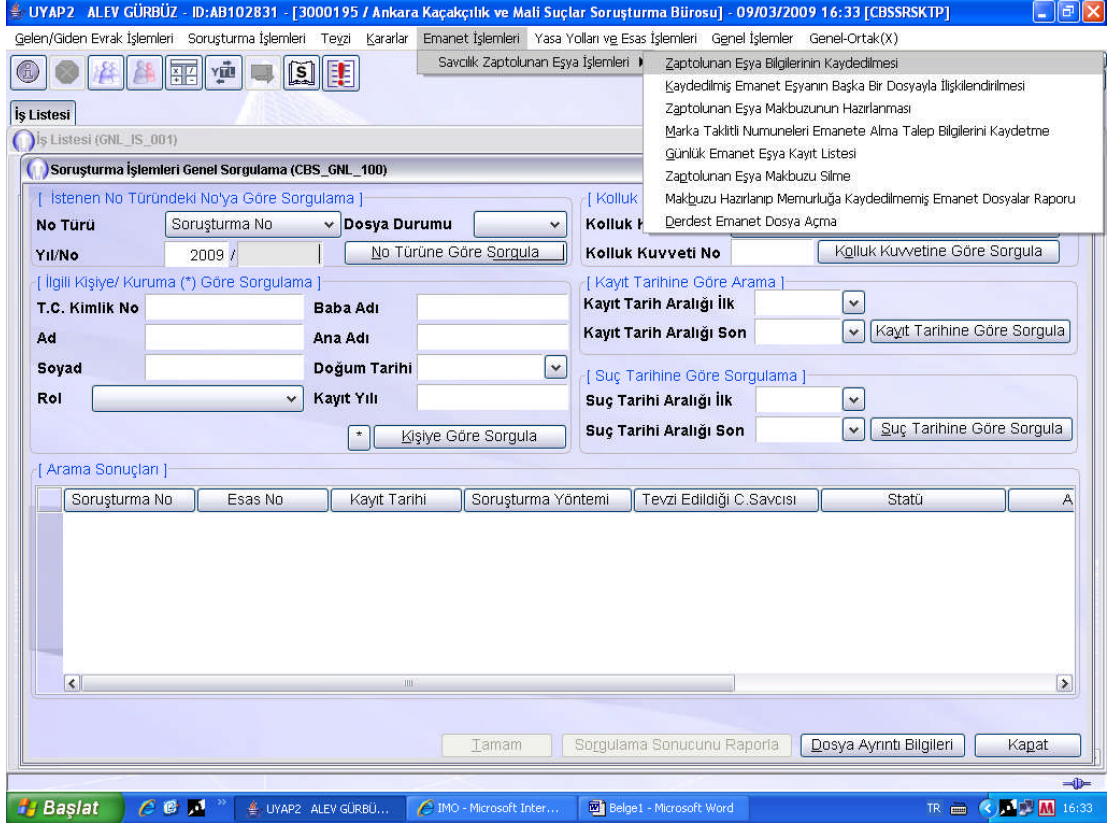 UYAP2 ALEV GÜRBÜZ - ID:AB102831 - [3000195 / Ankara Kaçakçılık ve Mali Suçlar Soruşturma Bürosu] - 09/03/2009 16:33 [CBSSRSKTP]
Gelen/Giden Evrak İşlemleri Soruşturma İşlemleri Tevzi Kararlar Emanet İşlemleri Yasa Yolları ve Esas İşlemleri Genel İşlemler Genel-Ortak(X)
Savcılık Zaptolunan Eşya İşlemleri
Zaptolunan Eşya Bilgilerinin Kaydedilmesi
Kaydedilmiş Emanet Eşyanın Başka Bir Dosyayla İlişkilendirilmesi
Zaptolunan Eşya Makbuzunun Hazırlanması
Marka Taklitli Numuneleri Emanete Alma Talep Bilgilerini Kaydetme
Günlük Emanet Eşya Kayıt Listesi
Zaptolunan Eşya Makbuzu Silme
Makbuzu Hazırlanıp Memurluğa Kaydedilmemiş Emanet Dosyalar Raporu
Derdest Emanet Dosya Açma
İş Listesi
İş Listesi (GNL_IS_001)
Soruşturma İşlemleri Genel Sorgulama (CBS_GNL_100)
[ İstenen No Türündeki No'ya Göre Sorgulama ]
No Türü Soruşturma No Dosya Durumu
Yıl/No 2009 / No Türüne Göre Sorgula
[ Kolluk
Kolluk
Kolluk Kuvveti No Kolluk Kuvvetine Göre Sorgula
[ İlgili Kişiye/ Kuruma (*) Göre Sorgulama ]
T.C. Kimlik No Baba Adı
Ad Ana Adı
Soyad Doğum Tarihi
Rol Kayıt Yılı
* Kişiye Göre Sorgula
[ Kayıt Tarihine Göre Arama ]
Kayıt Tarih Aralığı İlk
Kayıt Tarih Aralığı Son Kayıt Tarihine Göre Sorgula
[ Suç Tarihine Göre Sorgulama ]
Suç Tarihi Aralığı İlk
Suç Tarihi Aralığı Son Suç Tarihine Göre Sorgula
[ Arama Sonuçları ]
Soruşturma No Esas No Kayıt Tarihi Soruşturma Yöntemi Tevzi Edildiği C.Savcısı Statü A
Tamam Sorgulama Sonucunu Raporla Dosya Ayrıntı Bilgileri Kapat
Başlat UYAP2 ALEV GÜRBÜ... IMO - Microsoft Inter... Belge1 - Microsoft Word TR 16:33